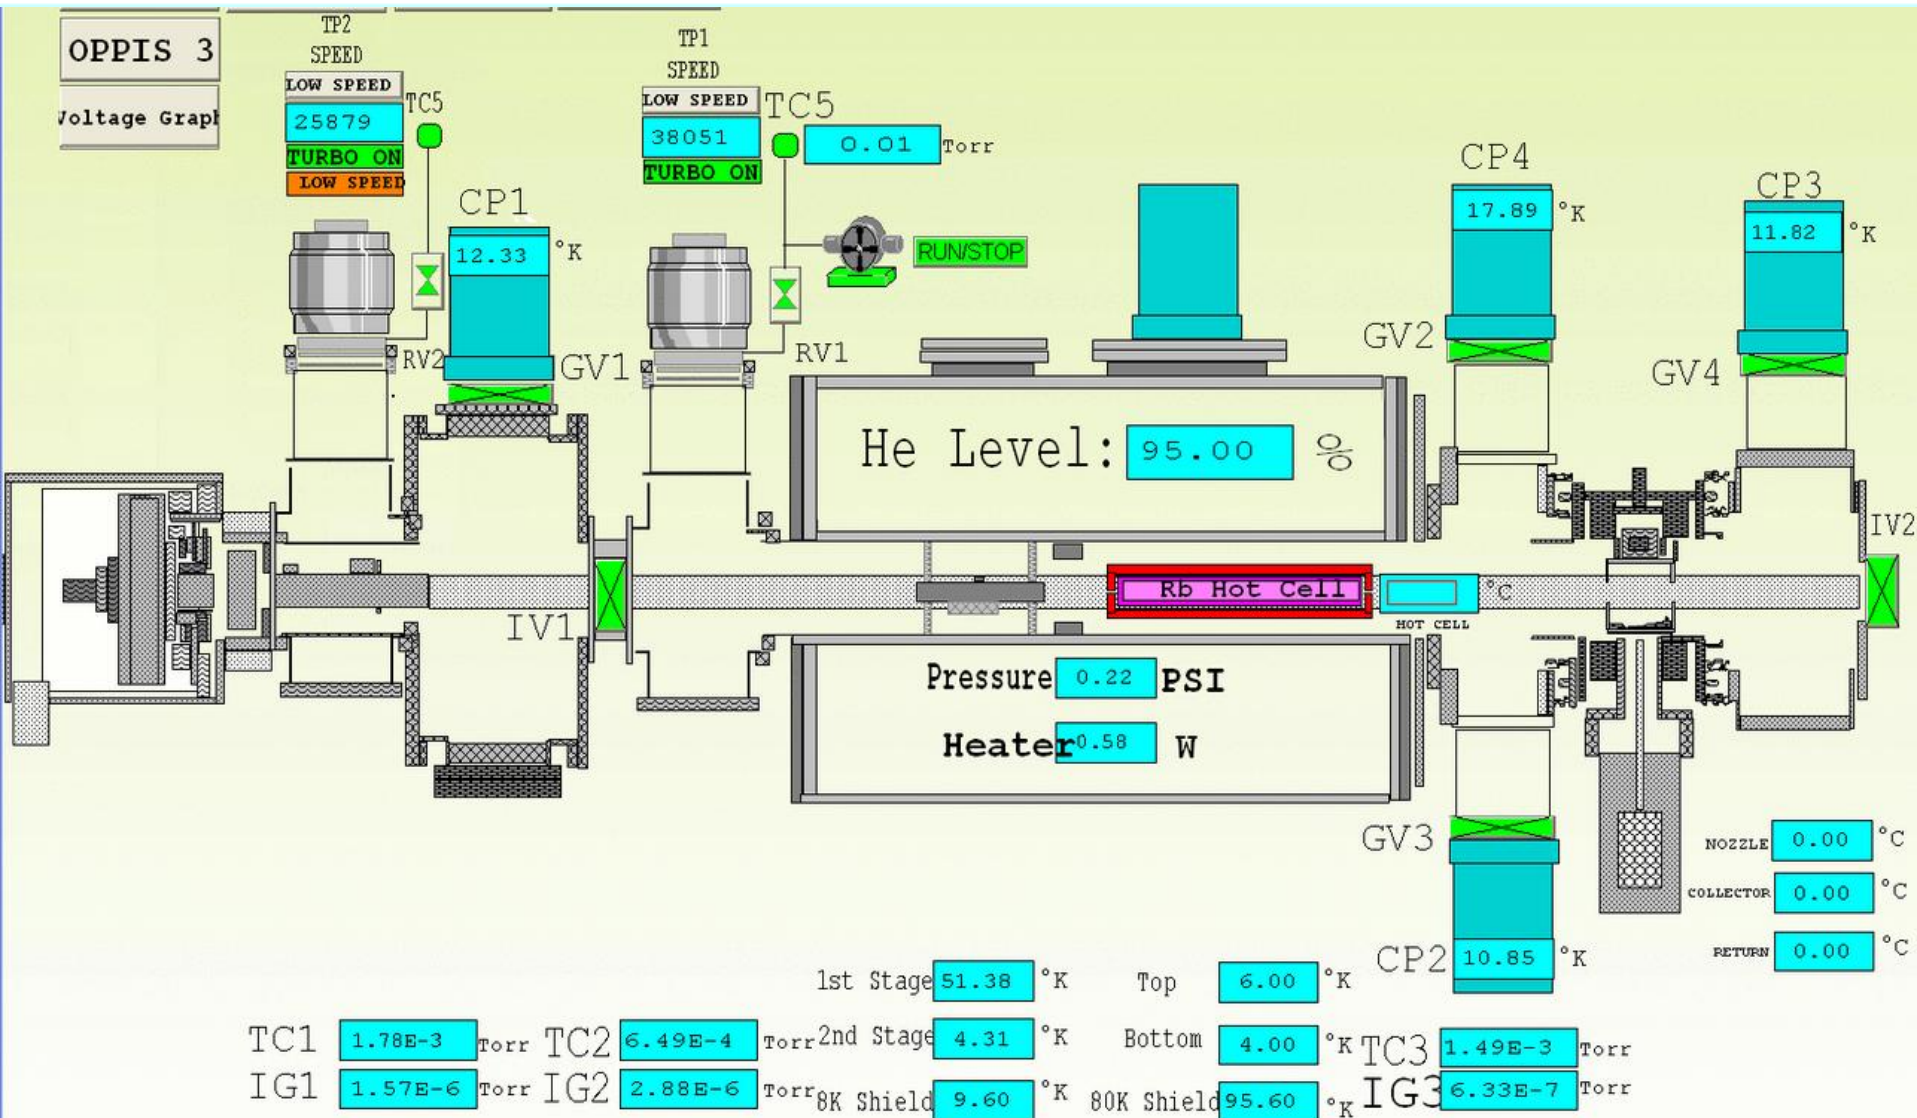 OPPIS 3
Voltage Graph
TP2
SPEED
LOW SPEED
25879
TURBO ON
LOW SPEED
TC5
TP1
SPEED
LOW SPEED
38051
TURBO ON
TC5
0.01 Torr
RUN/STOP
CP1
12.33 °K
RV2
GV1
RV1
CP4
17.89 °K
CP3
11.82 °K
GV2
GV4
He Level: 95.00 %
IV2
IV1
Rb Hot Cell
°C
HOT CELL
Pressure 0.22 PSI
Heater 0.58 W
GV3
CP2 10.85 °K
NOZZLE 0.00 °C
COLLECTOR 0.00 °C
RETURN 0.00 °C
1st Stage 51.38 °K
Top 6.00 °K
2nd Stage 4.31 °K
Bottom 4.00 °K
8K Shield 9.60 °K
80K Shield 95.60 °K
TC1 1.78E-3 Torr
TC2 6.49E-4 Torr
TC3 1.49E-3 Torr
IG1 1.57E-6 Torr
IG2 2.88E-6 Torr
IG3 6.33E-7 Torr